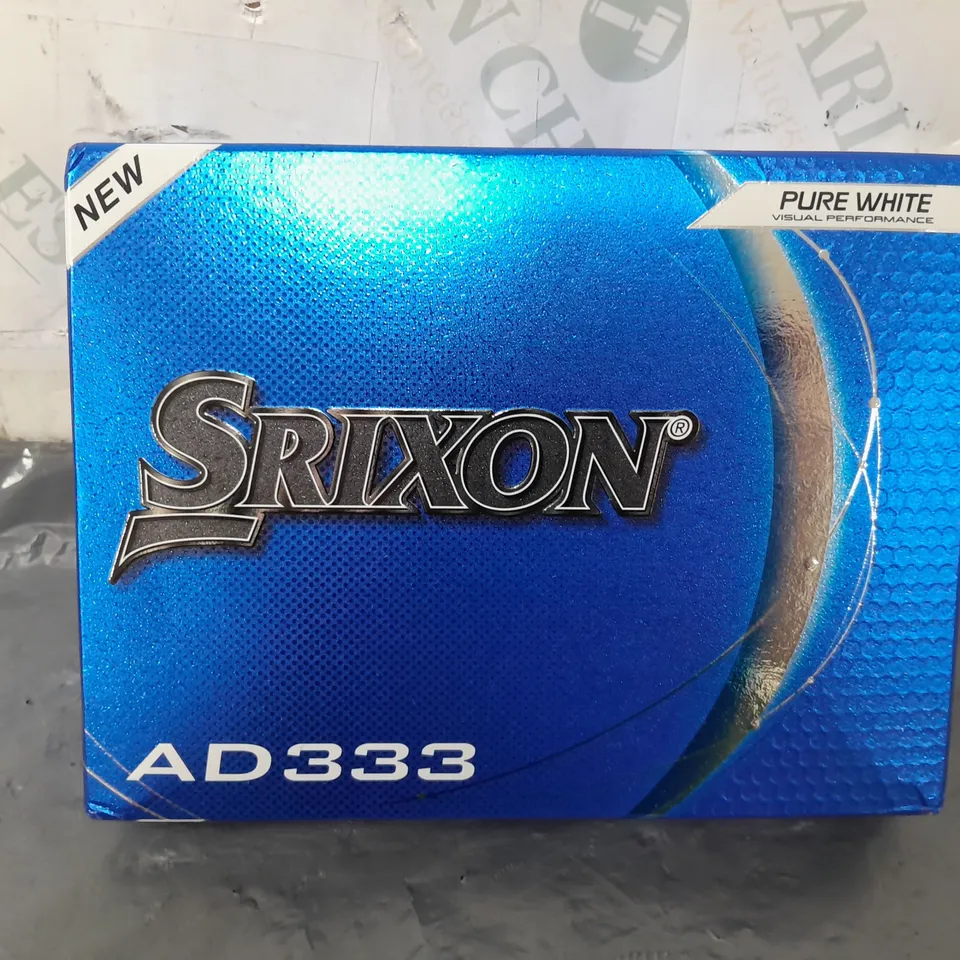 NEW
PURE WHITE
VISUAL PERFORMANCE
SRIXON®
AD333